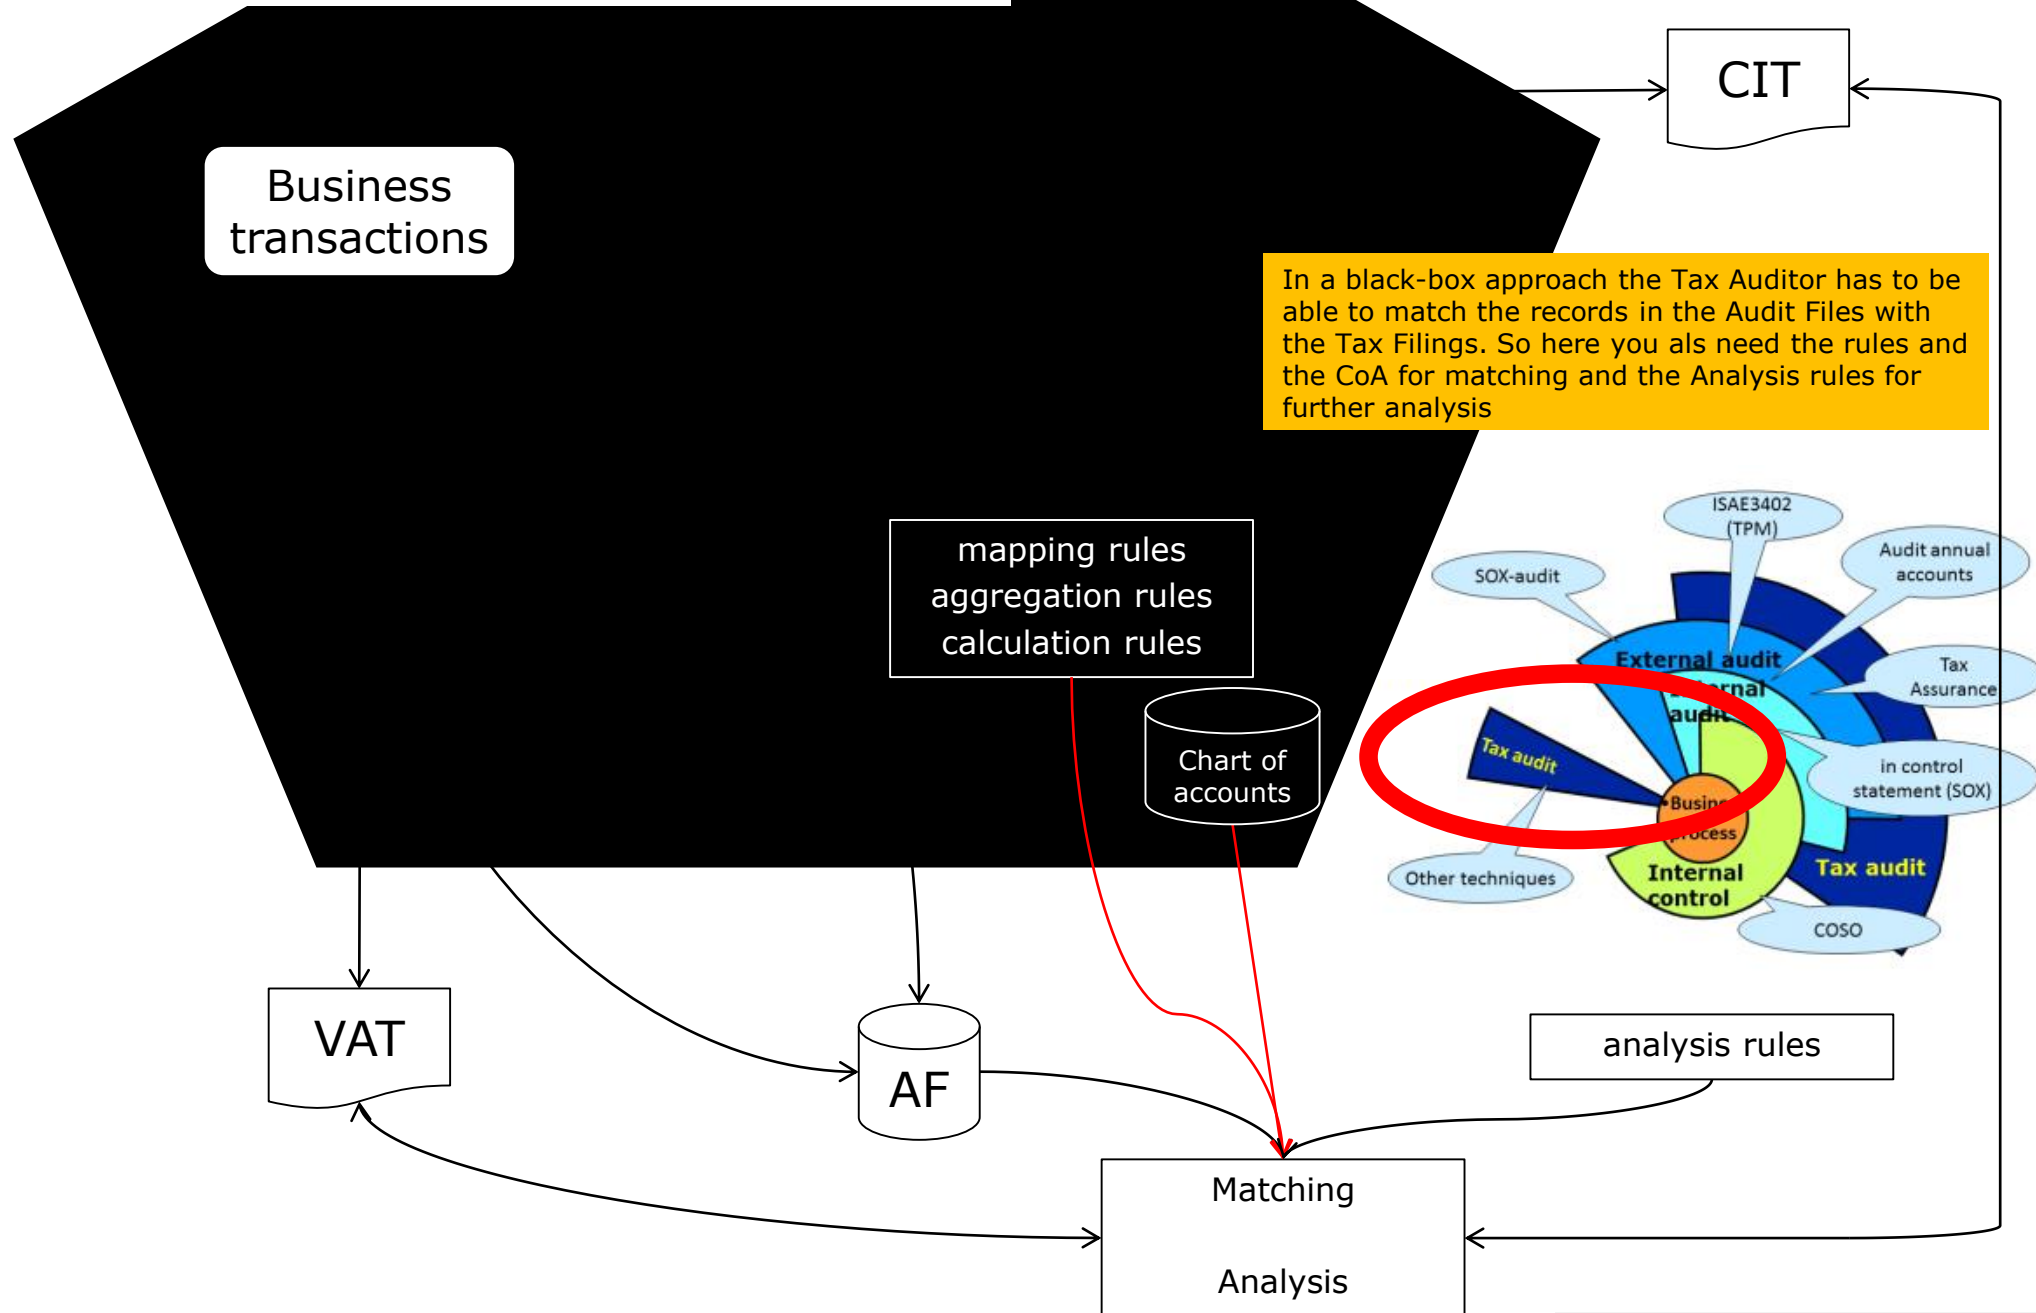 CIT
Business
transactions
In a black-box approach the Tax Auditor has to be
able to match the records in the Audit Files with
the Tax Filings. So here you als need the rules and
the CoA for matching and the Analysis rules for
further analysis
mapping rules
aggregation rules
calculation rules
Chart of
accounts
ISAE3402
(TPM)
SOX-audit
Audit annual
accounts
External audit
Tax
Assurance
audit
Tax audit
in control
statement (SOX)
process
Other techniques
Internal
control
Tax audit
COSO
VAT
AF
analysis rules
Matching
Analysis